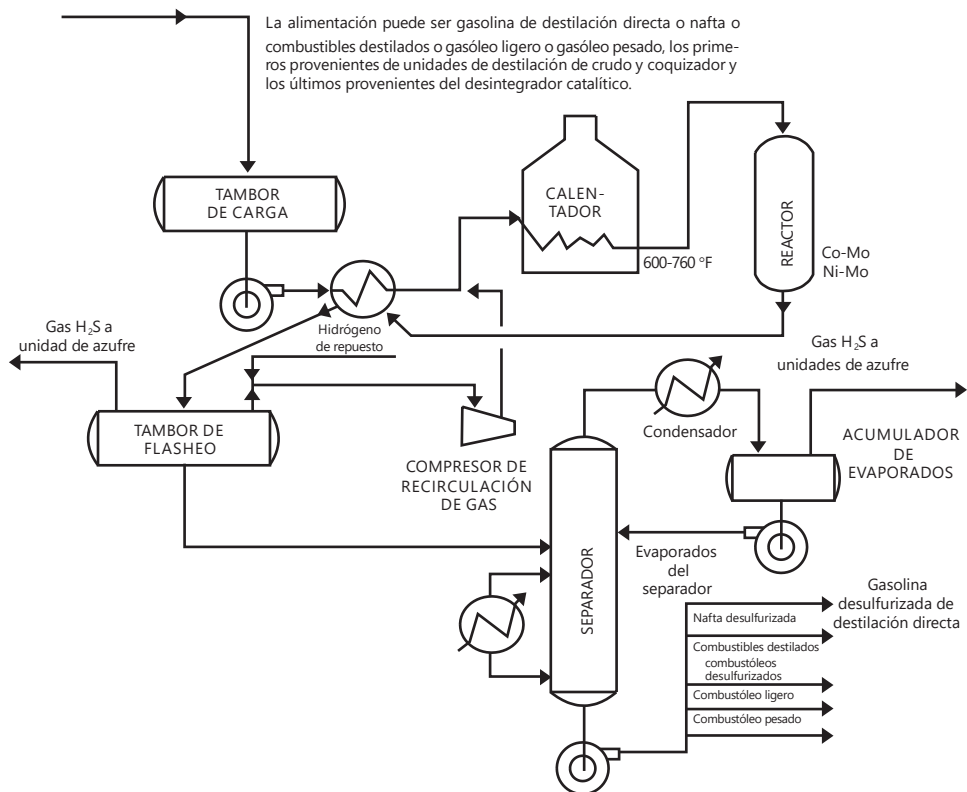 La alimentación puede ser gasolina de destilación directa o nafta o
combustibles destilados o gasóleo ligero o gasóleo pesado, los prime-
ros provenientes de unidades de destilación de crudo y coquizador y
los últimos provenientes del desintegrador catalítico.
TAMBOR
DE CARGA
CALEN-
TADOR
600-760 °F
REACTOR
Co-Mo
Ni-Mo
Gas H₂S a
unidad de azufre
Hidrógeno
de repuesto
Gas H₂S a
unidades de azufre
TAMBOR DE
FLASHEO
COMPRESOR DE
RECIRCULACIÓN
DE GAS
Condensador
ACUMULADOR
DE
EVAPORADOS
SEPARADOR
Evaporados
del
separador
Gasolina
desulfurizada de
destilación directa
Nafta desulfurizada
Combustibles destilados
combustóleos
desulfurizados
Combustóleo ligero
Combustóleo pesado